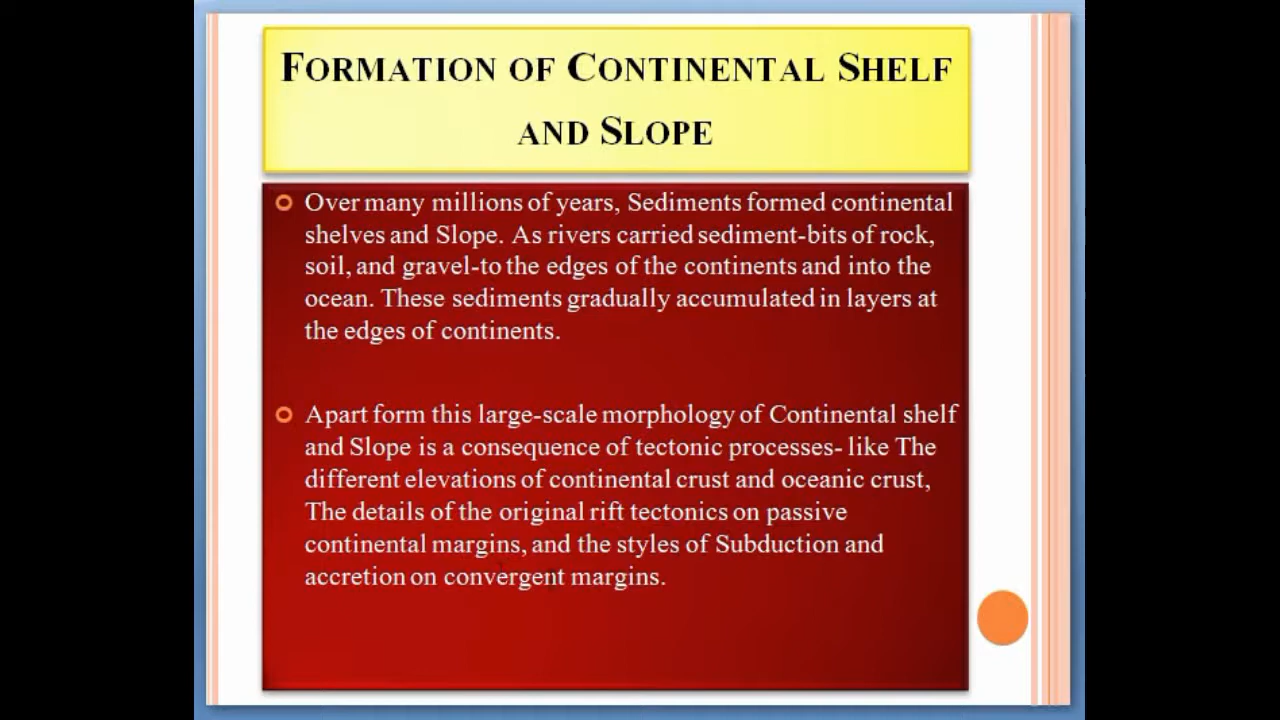 FORMATION OF CONTINENTAL SHELF
AND SLOPE
Over many millions of years, Sediments formed continental
shelves and Slope. As rivers carried sediment-bits of rock,
soil, and gravel-to the edges of the continents and into the
ocean. These sediments gradually accumulated in layers at
the edges of continents.
Apart form this large-scale morphology of Continental shelf
and Slope is a consequence of tectonic processes- like The
different elevations of continental crust and oceanic crust,
The details of the original rift tectonics on passive
continental margins, and the styles of Subduction and
accretion on convergent margins.